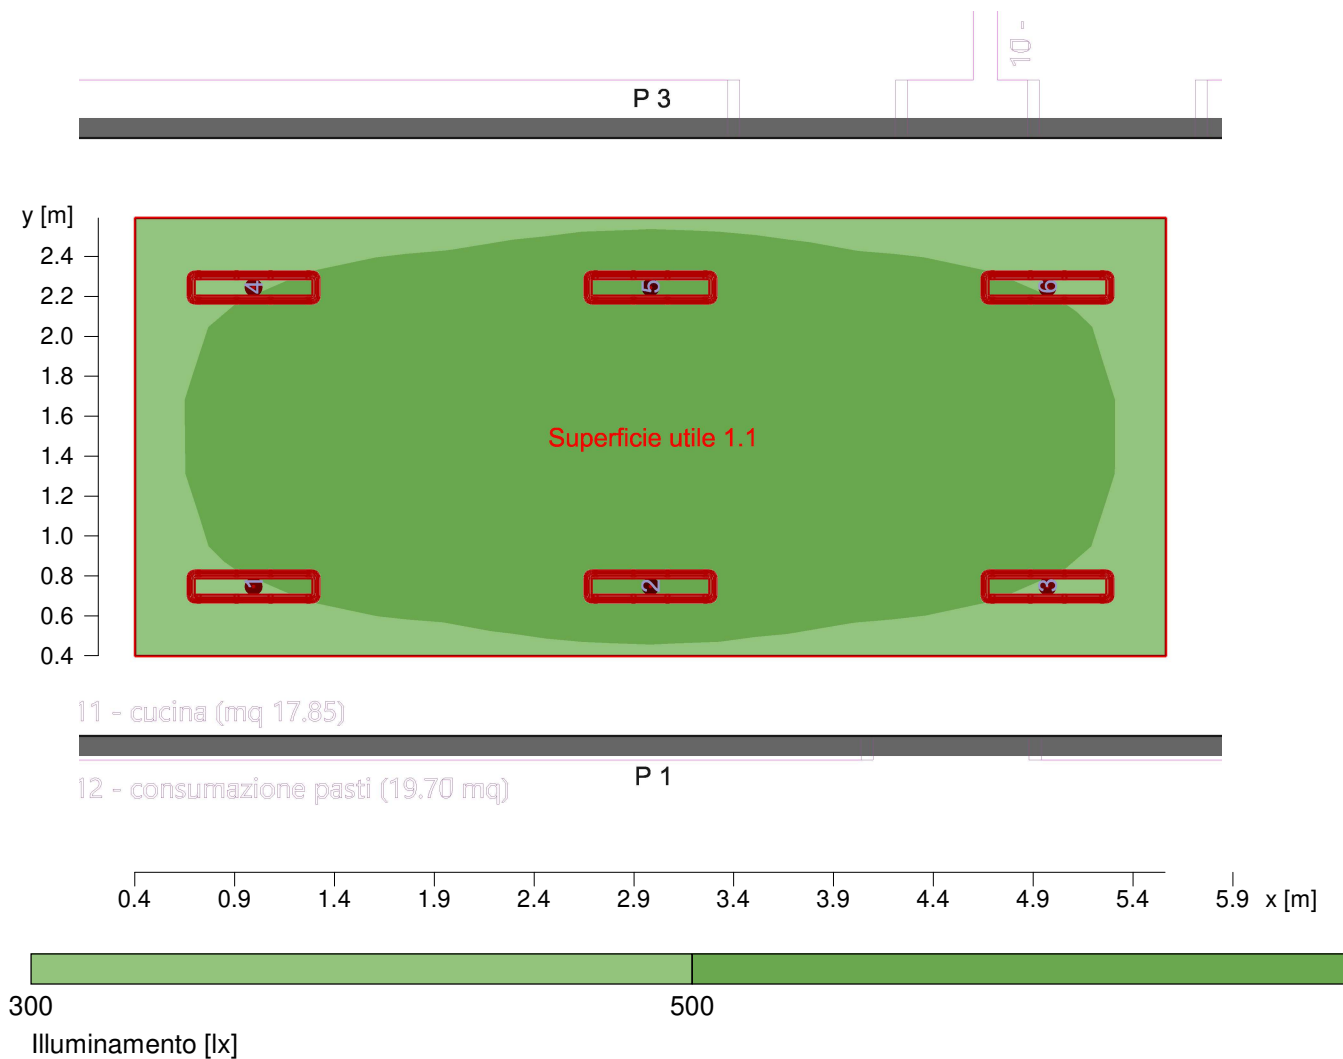 10 -
P 3
y [m]
2.4
2.2
2.0
1.8
1.6
1.4
1.2
1.0
0.8
0.6
0.4
4
5
6
Superficie utile 1.1
1
2
3
11 - cucina (mq 17.85)
P 1
12 - consumazione pasti (19.70 mq)
0.4 0.9 1.4 1.9 2.4 2.9 3.4 3.9 4.4 4.9 5.4 5.9 x [m]
300 500
Illuminamento [lx]